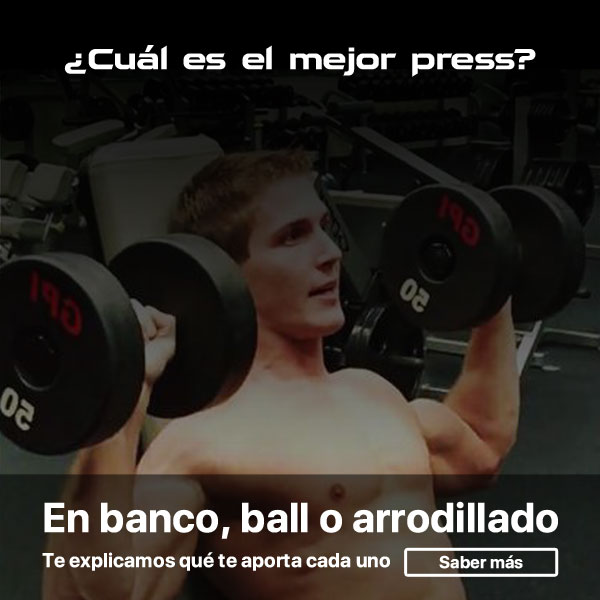 ¿Cuál es el mejor press?
GPI
50
GPI
50
En banco, ball o arrodillado
Te explicamos qué te aporta cada uno
Saber más